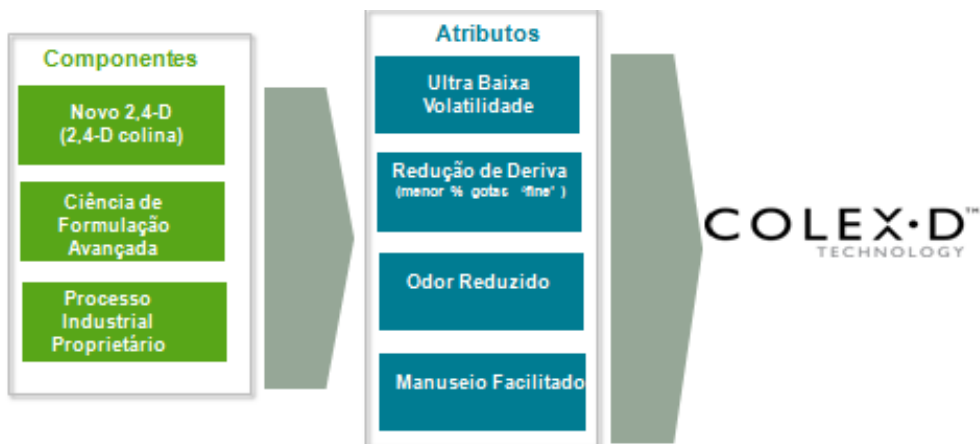 Componentes
Novo 2,4-D
(2,4-D colina)
Ciência de
Formulação
Avançada
Processo
Industrial
Proprietário
Atributos
Ultra Baixa
Volatilidade
Redução de Deriva
(menor % gotas "fine" )
Odor Reduzido
Manuseio Facilitado
COLEX·D™
TECHNOLOGY